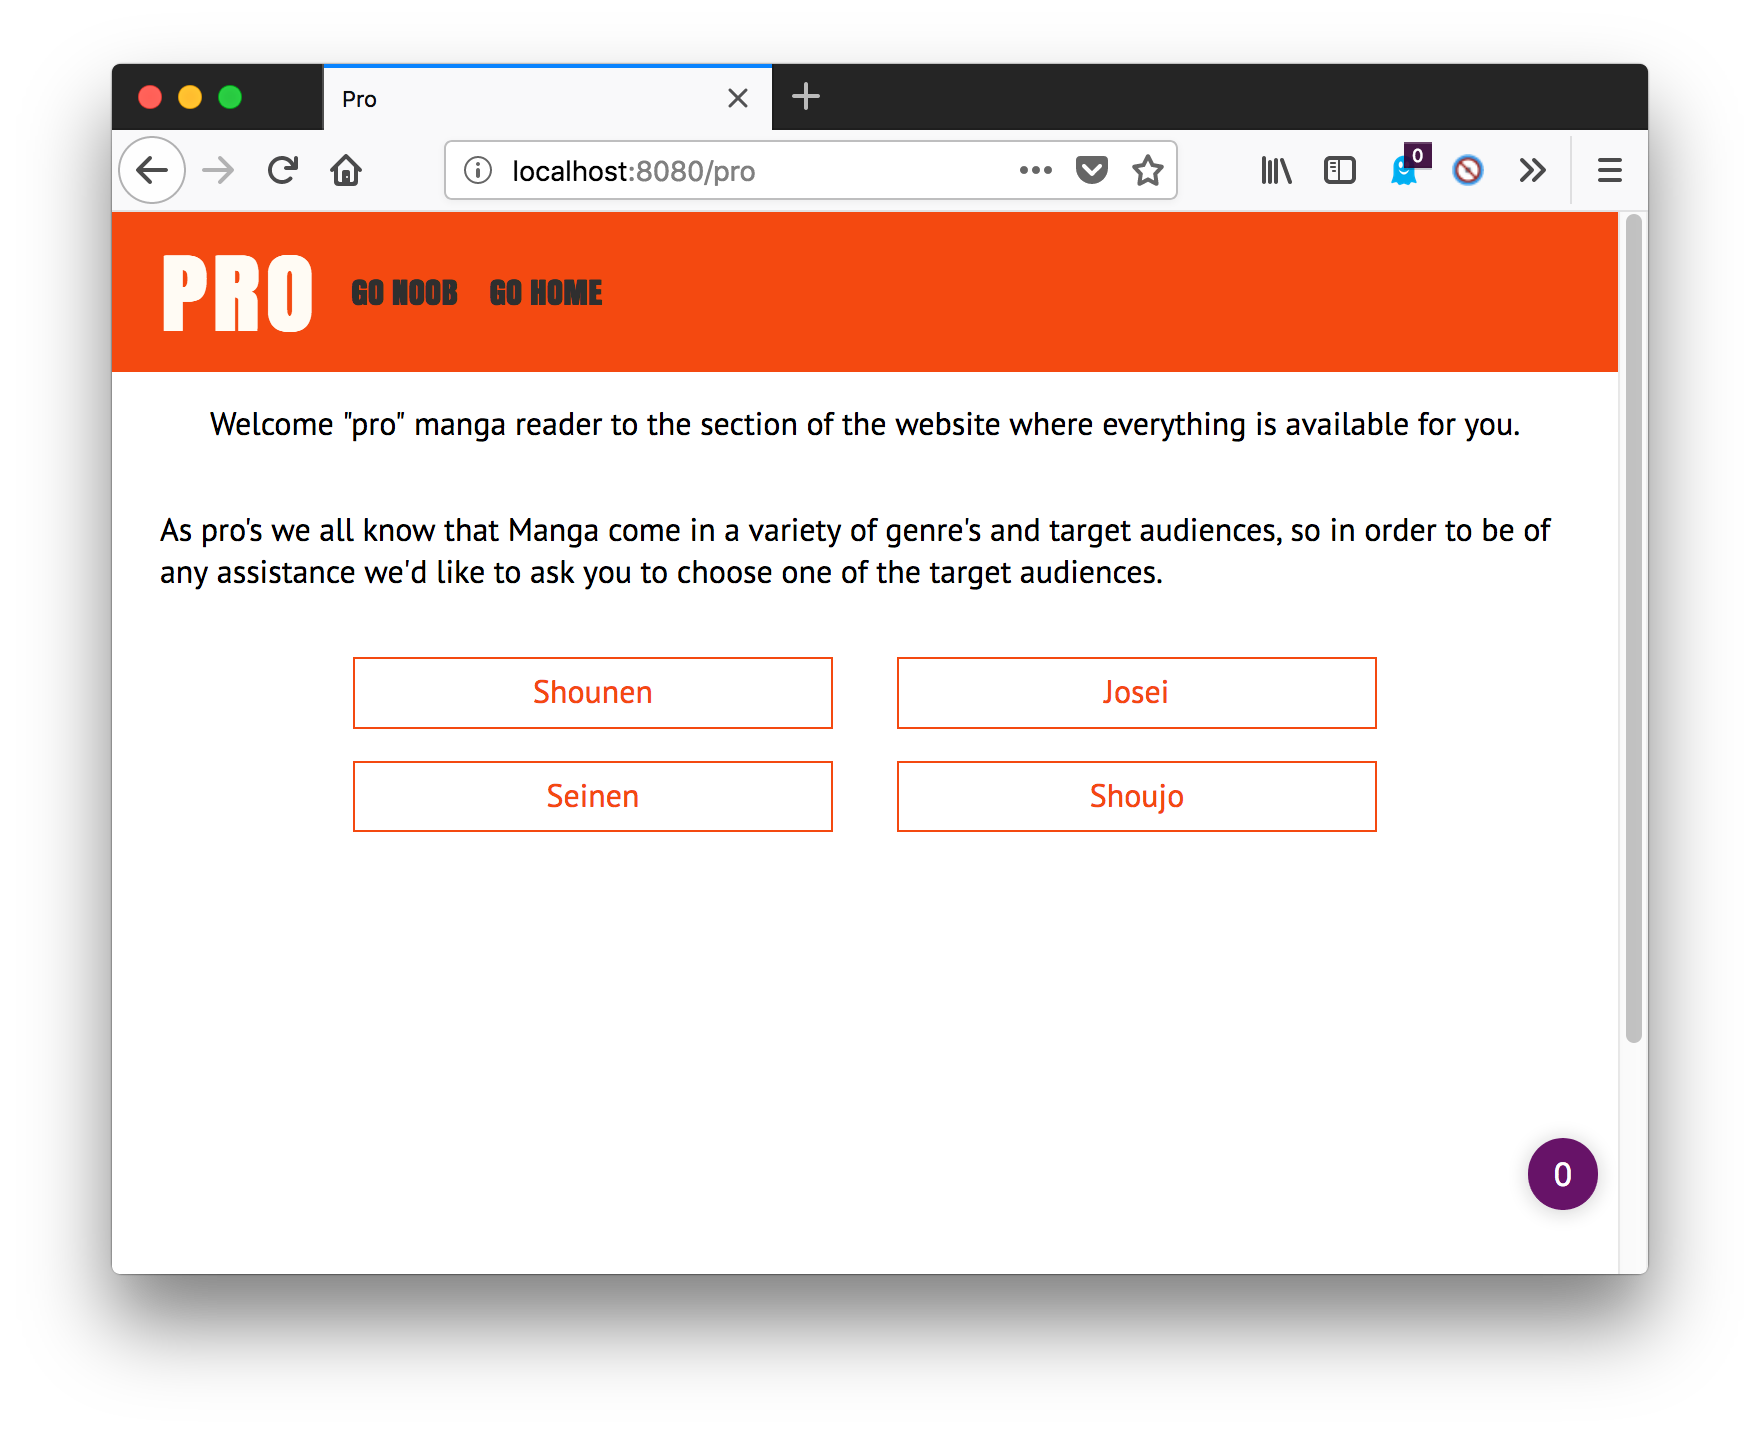 Pro
localhost:8080/pro
0
PRO GO NOOB GO HOME
Welcome "pro" manga reader to the section of the website where everything is available for you.
As pro's we all know that Manga come in a variety of genre's and target audiences, so in order to be of
any assistance we'd like to ask you to choose one of the target audiences.
Shounen Josei
Seinen Shoujo
0